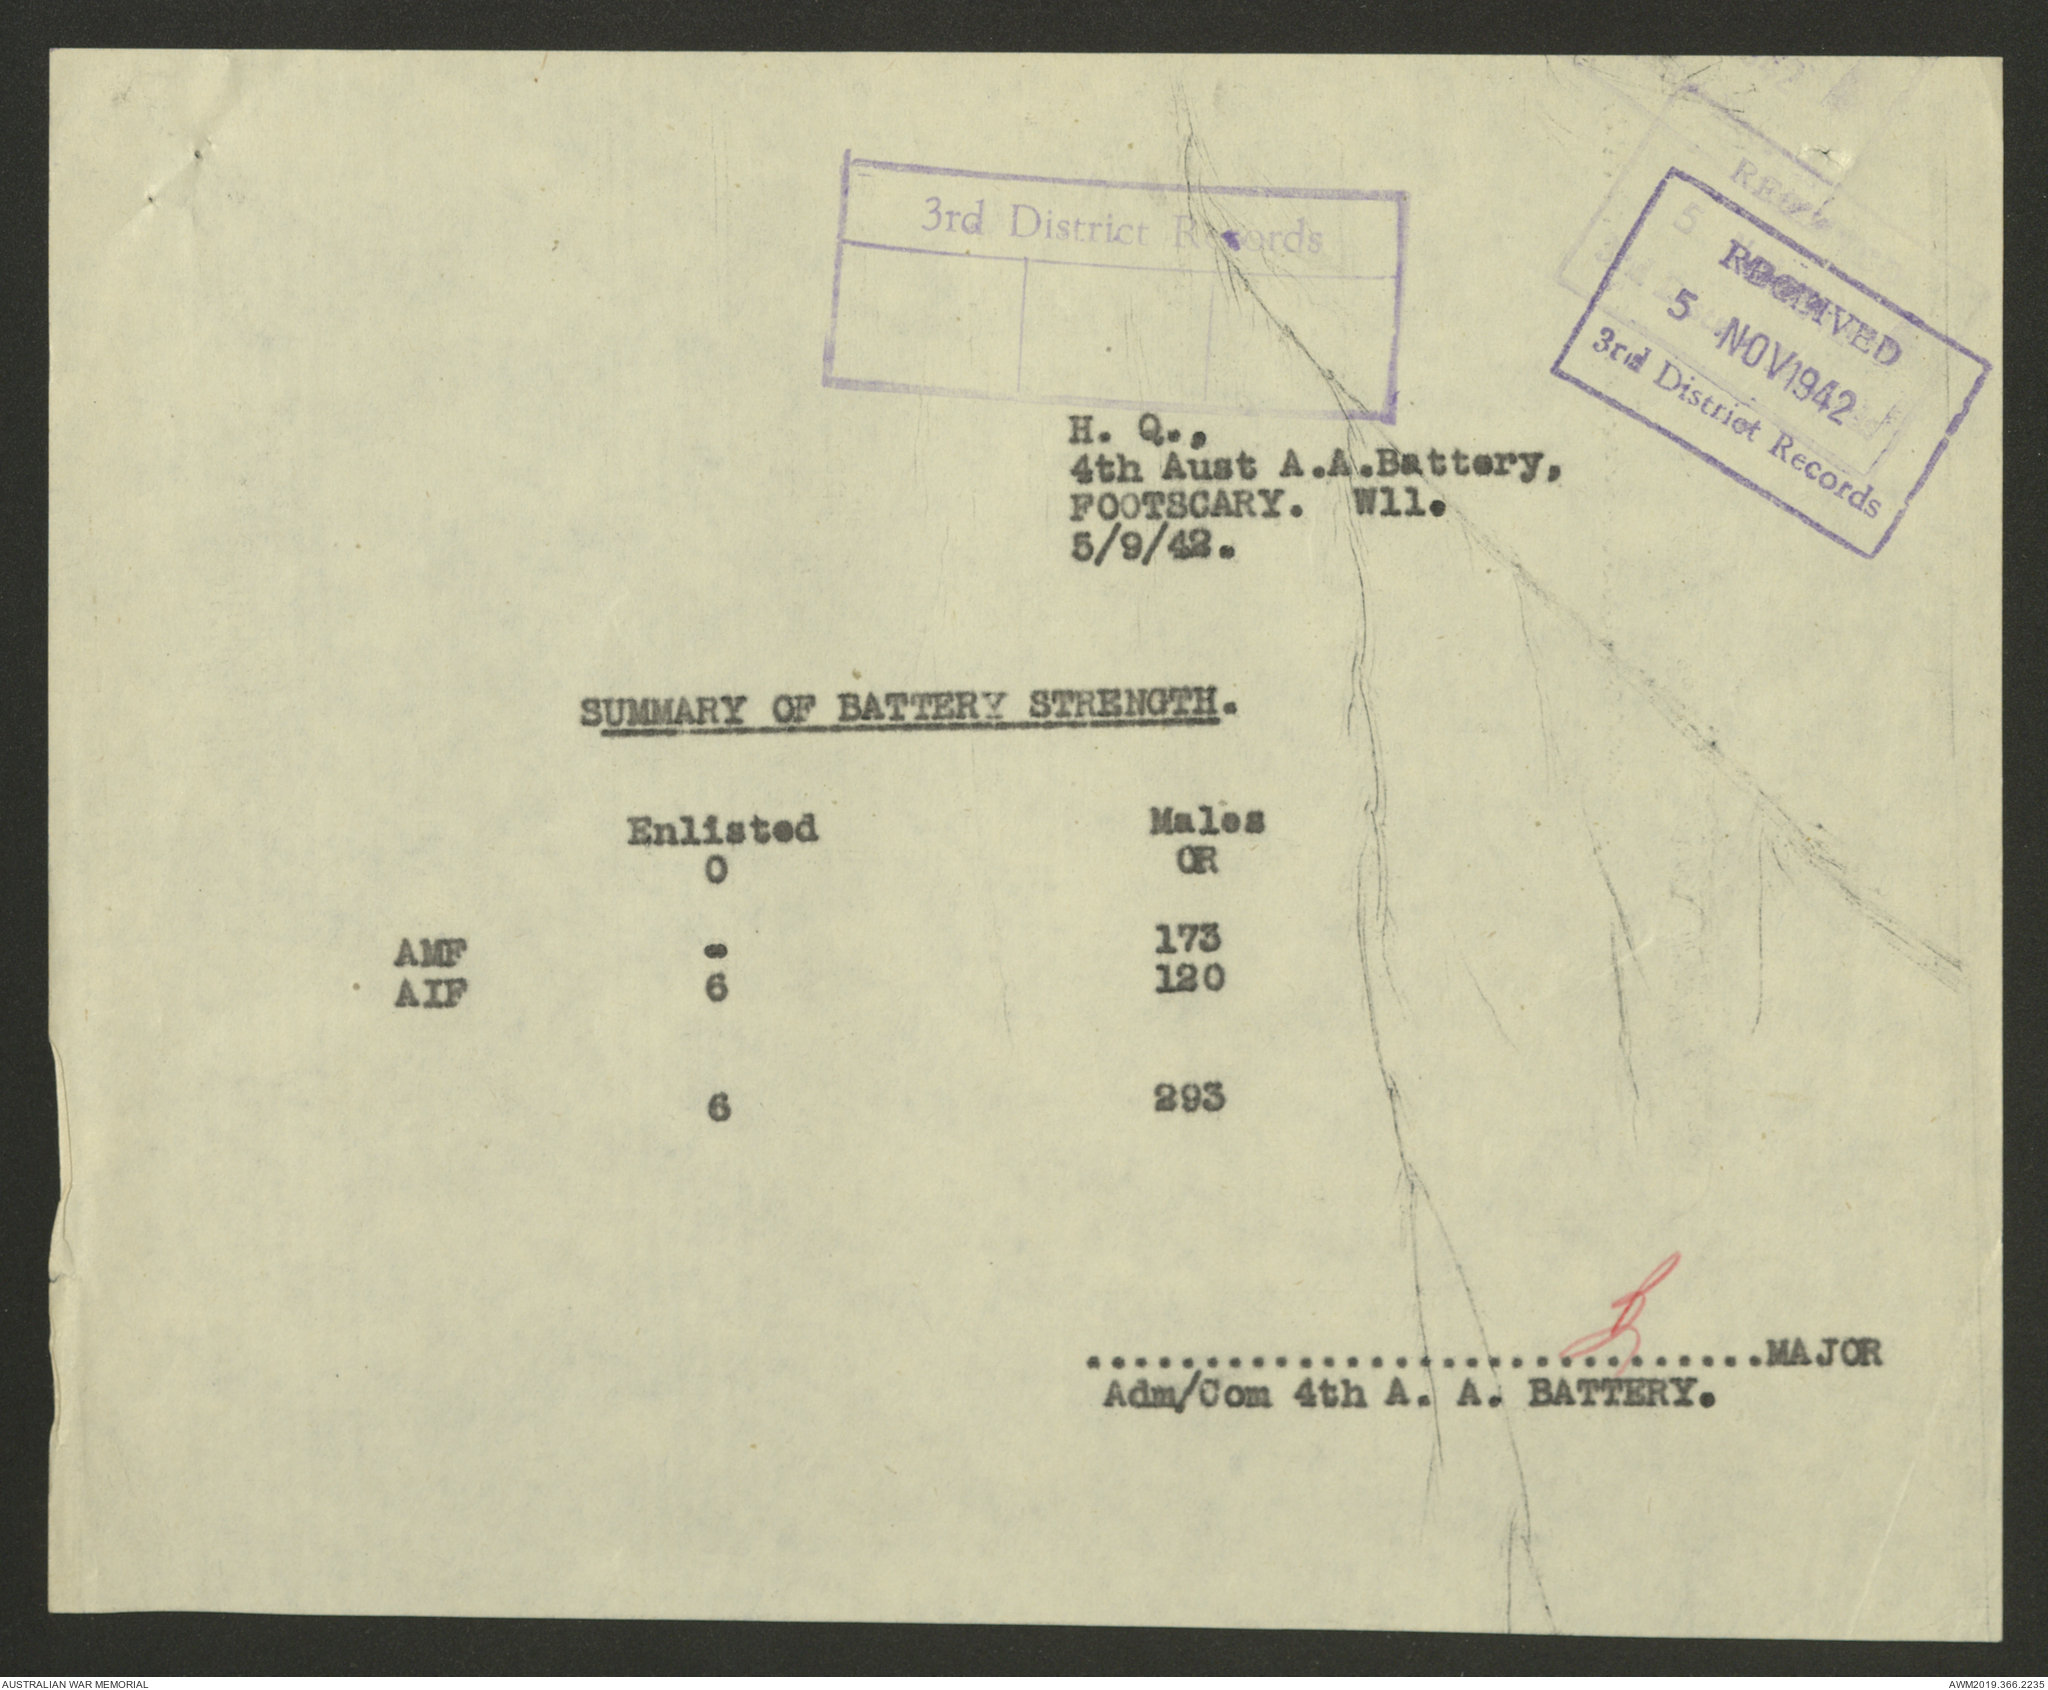 3rd District Records
RECEIVED
5 NOV 1942
3rd District Records
H. Q.,
4th Aust A.A.Battery,
FOOTSCARY. W11.
5/9/42.
SUMMARY OF BATTERY STRENGTH.
Enlisted Males
O OR
AMF - 173
AIF 6 120
6 293
..............................MAJOR
Adm/Com 4th A. A. BATTERY.
AUSTRALIAN WAR MEMORIAL AWM2019.366.2235